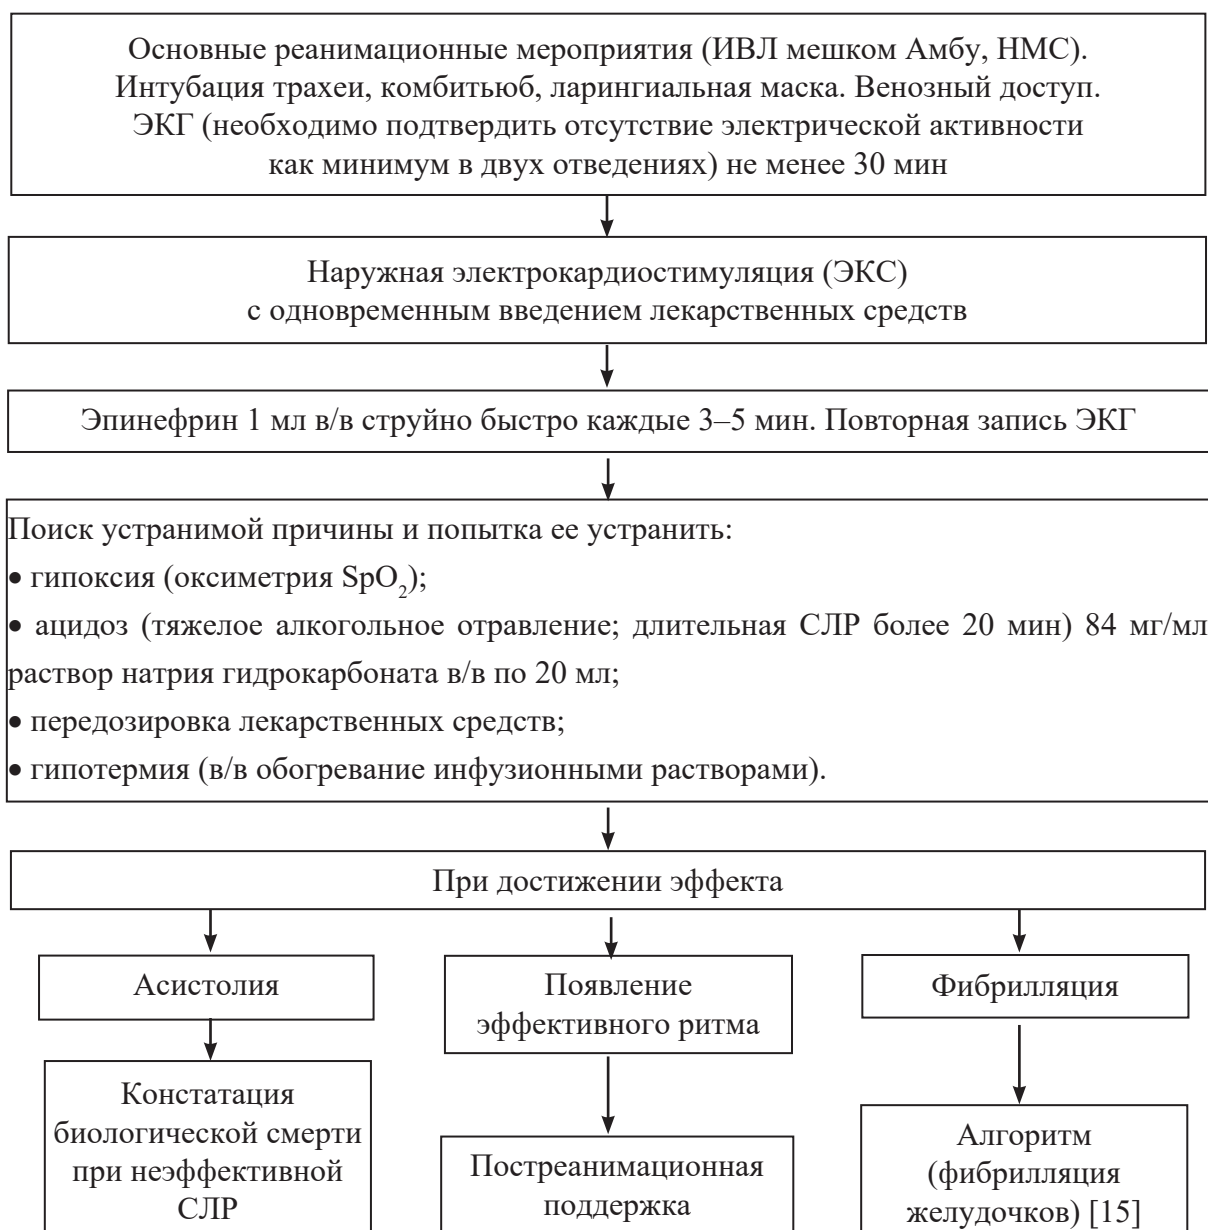 Основные реанимационные мероприятия (ИВЛ мешком Амбу, НМС).
Интубация трахеи, комбитьюб, ларингиальная маска. Венозный доступ.
ЭКГ (необходимо подтвердить отсутствие электрической активности
как минимум в двух отведениях) не менее 30 мин
Наружная электрокардиостимуляция (ЭКС)
с одновременным введением лекарственных средств
Эпинефрин 1 мл в/в струйно быстро каждые 3–5 мин. Повторная запись ЭКГ
Поиск устранимой причины и попытка ее устранить:
• гипоксия (оксиметрия SpO₂);
• ацидоз (тяжелое алкогольное отравление; длительная СЛР более 20 мин) 84 мг/мл
раствор натрия гидрокарбоната в/в по 20 мл;
• передозировка лекарственных средств;
• гипотермия (в/в обогревание инфузионными растворами).
При достижении эффекта
Асистолия
Констатация
биологической смерти
при неэффективной
СЛР
Появление
эффективного ритма
Постреанимационная
поддержка
Фибрилляция
Алгоритм
(фибрилляция
желудочков) [15]